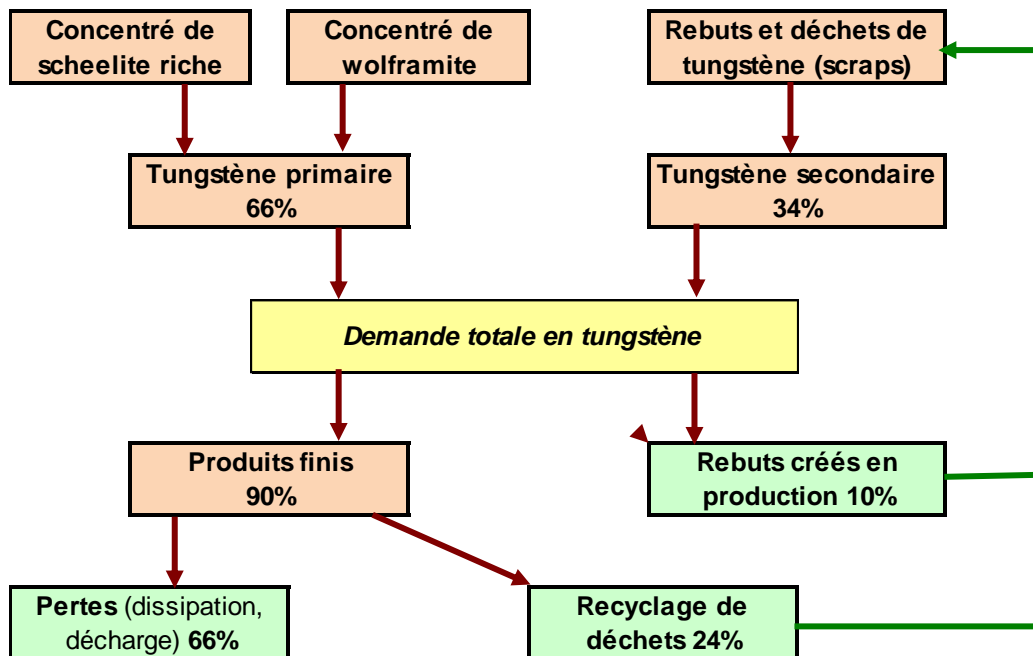 Concentré de
scheelite riche
Concentré de
wolframite
Rebuts et déchets de
tungstène (scraps)
Tungstène primaire
66%
Tungstène secondaire
34%
Demande totale en tungstène
Produits finis
90%
Rebuts créés en
production 10%
Pertes (dissipation,
décharge) 66%
Recyclage de
déchets 24%